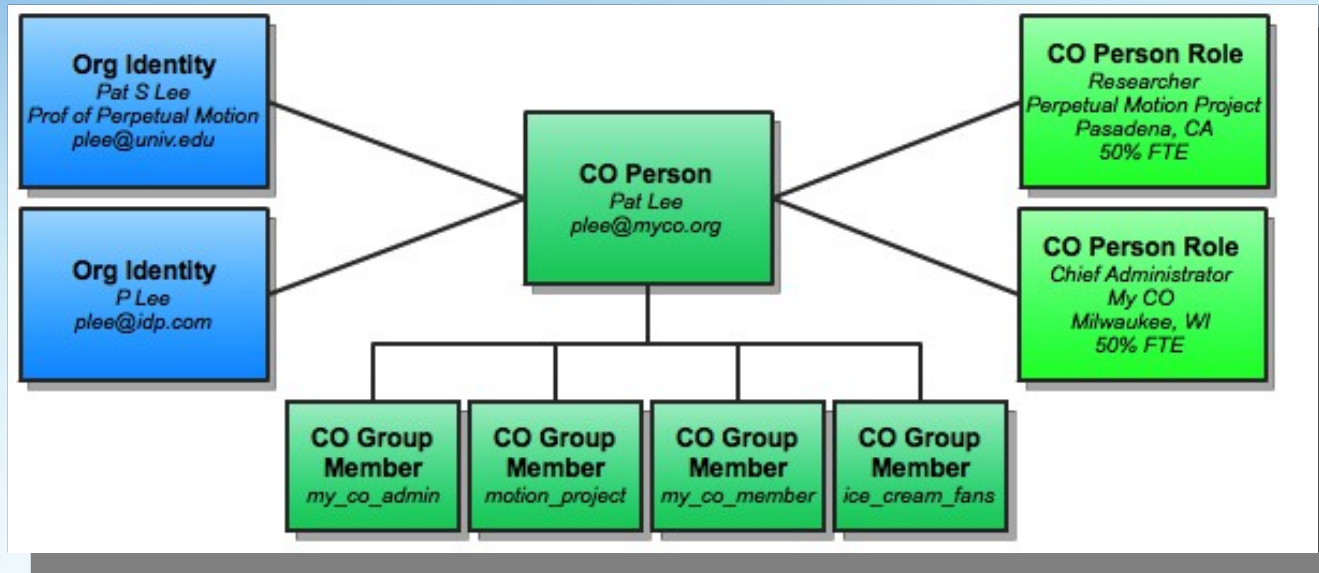 Org Identity
Pat S Lee
Prof of Perpetual Motion
plee@univ.edu
Org Identity
P Lee
plee@idp.com
CO Person
Pat Lee
plee@myco.org
CO Person Role
Researcher
Perpetual Motion Project
Pasadena, CA
50% FTE
CO Person Role
Chief Administrator
My CO
Milwaukee, WI
50% FTE
CO Group
Member
my_co_admin
CO Group
Member
motion_project
CO Group
Member
my_co_member
CO Group
Member
ice_cream_fans